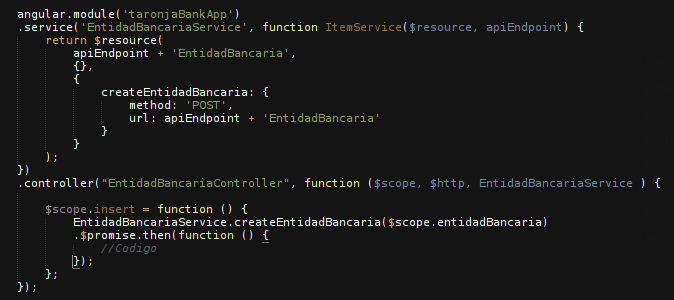 angular.module('taronjaBankApp')
.service('EntidadBancariaService', function ItemService($resource, apiEndpoint) {
    return $resource(
        apiEndpoint + 'EntidadBancaria',
        {},
        {
            createEntidadBancaria: {
                method: 'POST',
                url: apiEndpoint + 'EntidadBancaria'
            }
        }
    );
})
.controller("EntidadBancariaController", function ($scope, $http, EntidadBancariaService ) {
    $scope.insert = function () {
        EntidadBancariaService.createEntidadBancaria($scope.entidadBancaria)
        .$promise.then(function () {
            //Codigo
        });
    };
});